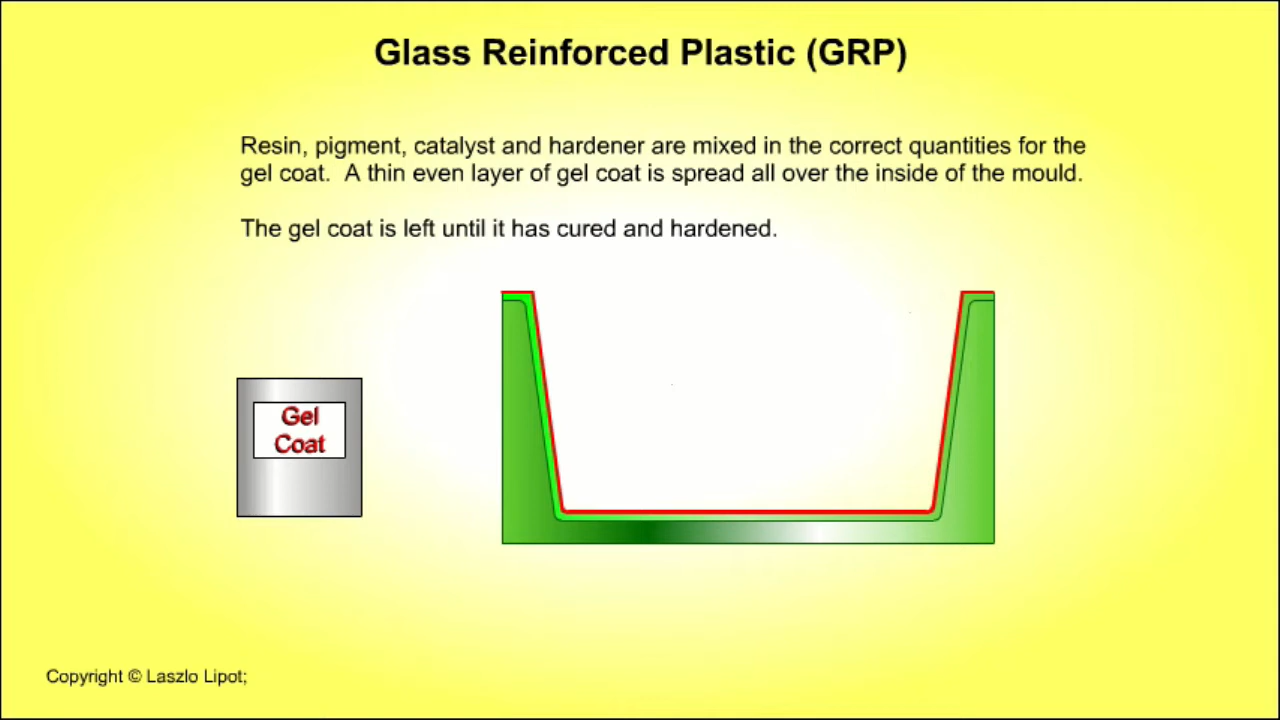 Glass Reinforced Plastic (GRP)
Resin, pigment, catalyst and hardener are mixed in the correct quantities for the
gel coat.  A thin even layer of gel coat is spread all over the inside of the mould.
The gel coat is left until it has cured and hardened.
Gel
Coat
Copyright © Laszlo Lipot;